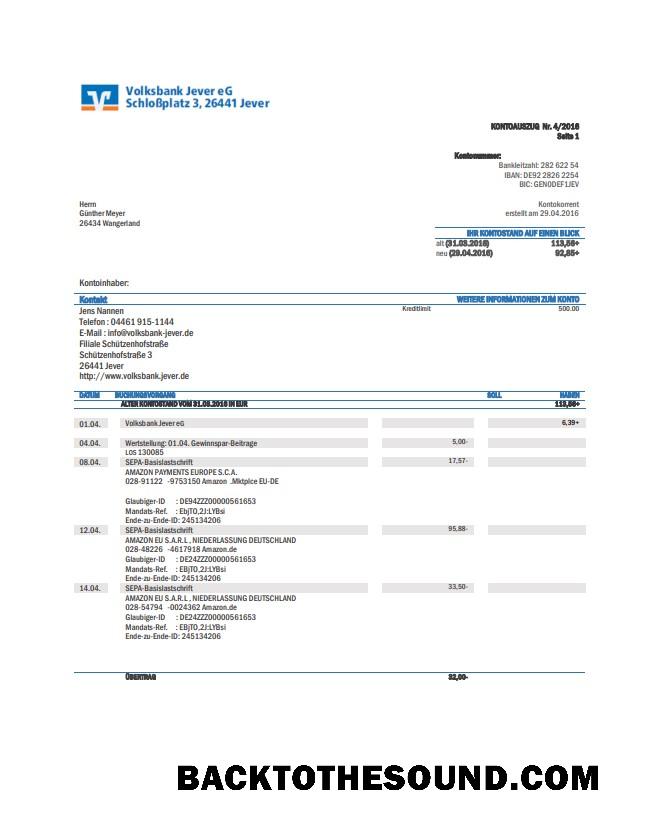 Volksbank Jever eG
Schloßplatz 3, 26441 Jever
KONTOAUSZUG Nr. 4/2016
Seite 1
Kontonummer:
Bankleitzahl: 282 622 54
IBAN: DE92 2826 2254
BIC: GENODEF1JEV
Herrn
Günther Meyer
26434 Wangerland
Kontokorrent
erstellt am 29.04.2016
IHR KONTOSTAND AUF EINEN BLICK
alt (31.03.2016) 113,56+
neu (29.04.2016) 92,85+
Kontoinhaber:
Kontakt WEITERE INFORMATIONEN ZUM KONTO
Jens Nannen Kreditlimit 500.00
Telefon : 04461 915-1144
E-Mail : info@volksbank-jever.de
Filiale Schützenhofstraße
Schützenhofstraße 3
26441 Jever
http://www.volksbank.jever.de
DATUM BUCHUNGSVORGANG SOLL HABEN
ALTER KONTOSTAND VOM 31.03.2016 IN EUR 113,56+
01.04. Volksbank Jever eG 6,39+
04.04. Wertstellung: 01.04. Gewinnspar-Beitrage 5,00-
LOS 130085
08.04. SEPA-Basislastschrift 17,57-
AMAZON PAYMENTS EUROPE S.C.A.
028-91122 -9753150 Amazon .Mktplce EU-DE
Glaubiger-ID : DE94ZZZ00000561653
Mandats-Ref. : EbjTO,2J:LYBsi
Ende-zu-Ende-ID: 245134206
12.04. SEPA-Basislastschrift 95,88-
AMAZON EU S.A.R.L , NIEDERLASSUNG DEUTSCHLAND
028-48226 -4617918 Amazon.de
Glaubiger-ID : DE24ZZZ00000561653
Mandats-Ref. : EBjTO,2J:LYBsi
Ende-zu-Ende-ID: 245134206
14.04. SEPA-Basislastschrift 33,50-
AMAZON EU S.A.R.L , NIEDERLASSUNG DEUTSCHLAND
028-54794 -0024362 Amazon.de
Glaubiger-ID : DE24ZZZ00000561653
Mandats-Ref. : EBjTO,2J:LYBsi
Ende-zu-Ende-ID: 245134206
ÜBERTRAG 32,00-
BACKTOTHESOUND.COM